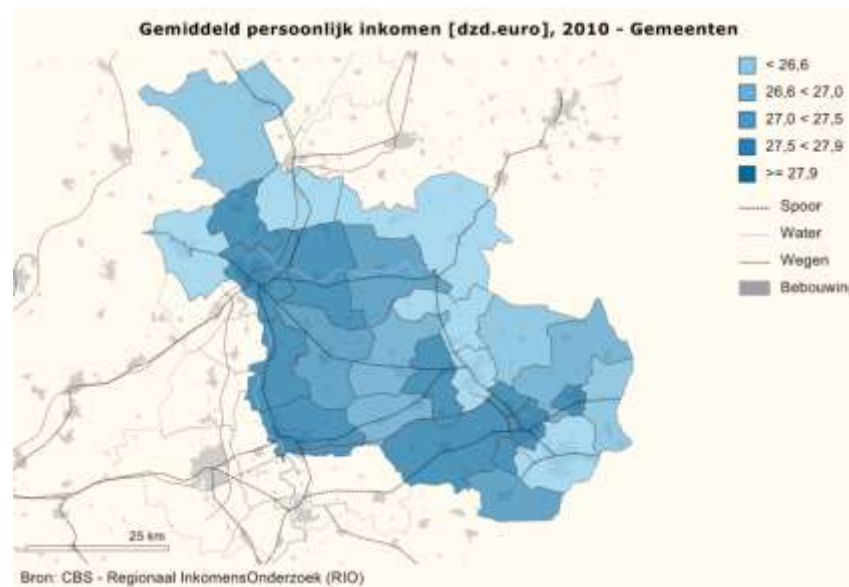 Gemiddeld persoonlijk inkomen [dzd.euro], 2010 - Gemeenten
< 26,6
26,6 < 27,0
27,0 < 27,5
27,5 < 27,9
>= 27,9
Spoor
Water
Wegen
Bebouwing
25 km
Bron: CBS - Regionaal InkomensOnderzoek (RIO)